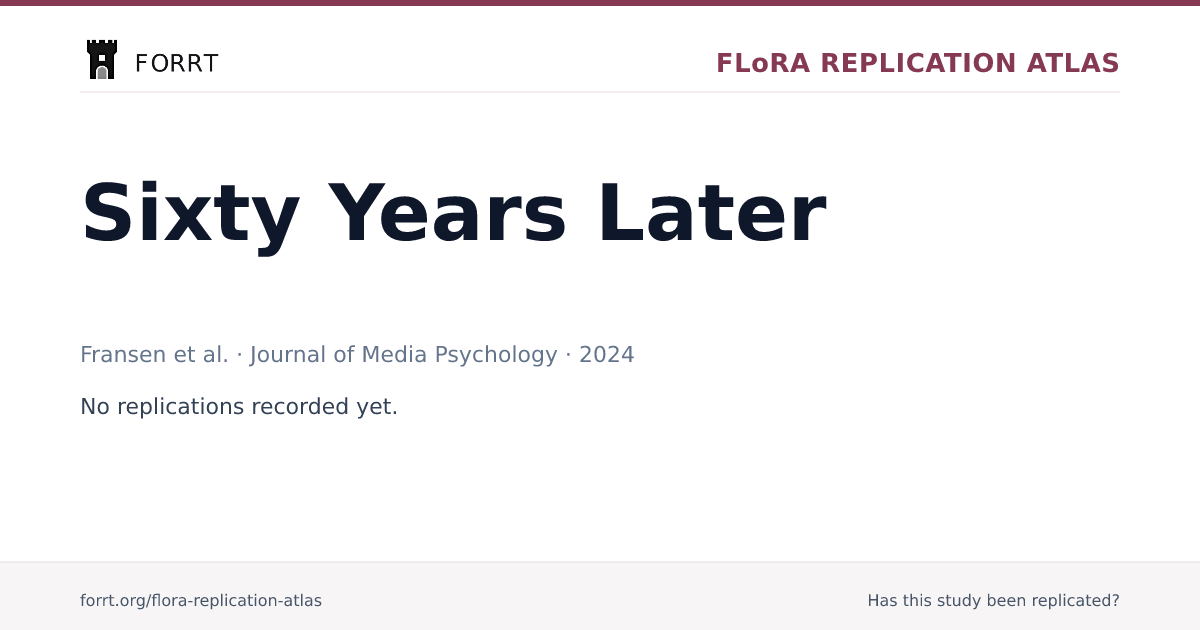 FORRT
FLoRA REPLICATION ATLAS
Sixty Years Later
Fransen et al. · Journal of Media Psychology · 2024
No replications recorded yet.
forrt.org/flora-replication-atlas
Has this study been replicated?